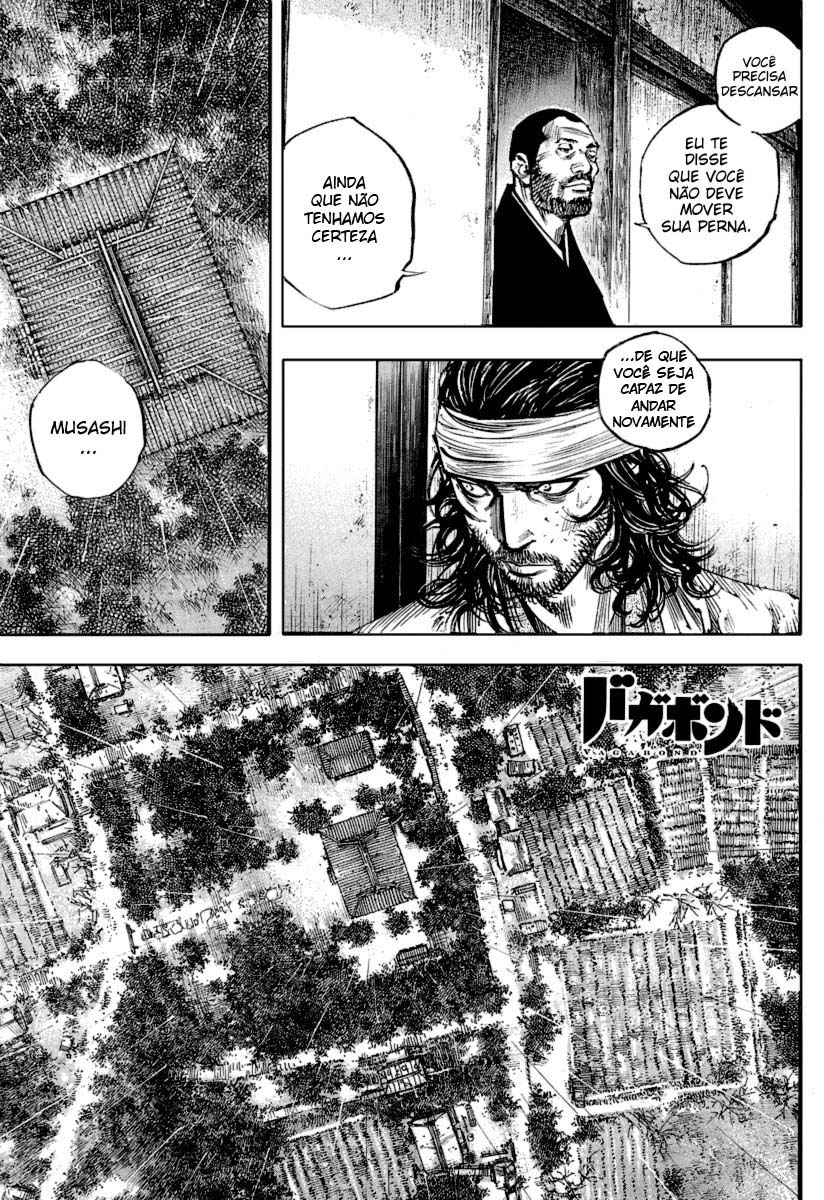 VOCÊ
PRECISA
DESCANSAR
EU TE
DISSE
QUE VOCÊ
NÃO DEVE
MOVER
SUA PERNA.
AINDA
QUE NÃO
TENHAMOS
CERTEZA
...
...DE QUE
VOCÊ SEJA
CAPAZ DE
ANDAR
NOVAMENTE
MUSASHI
...
バガボンド
VAGABOND